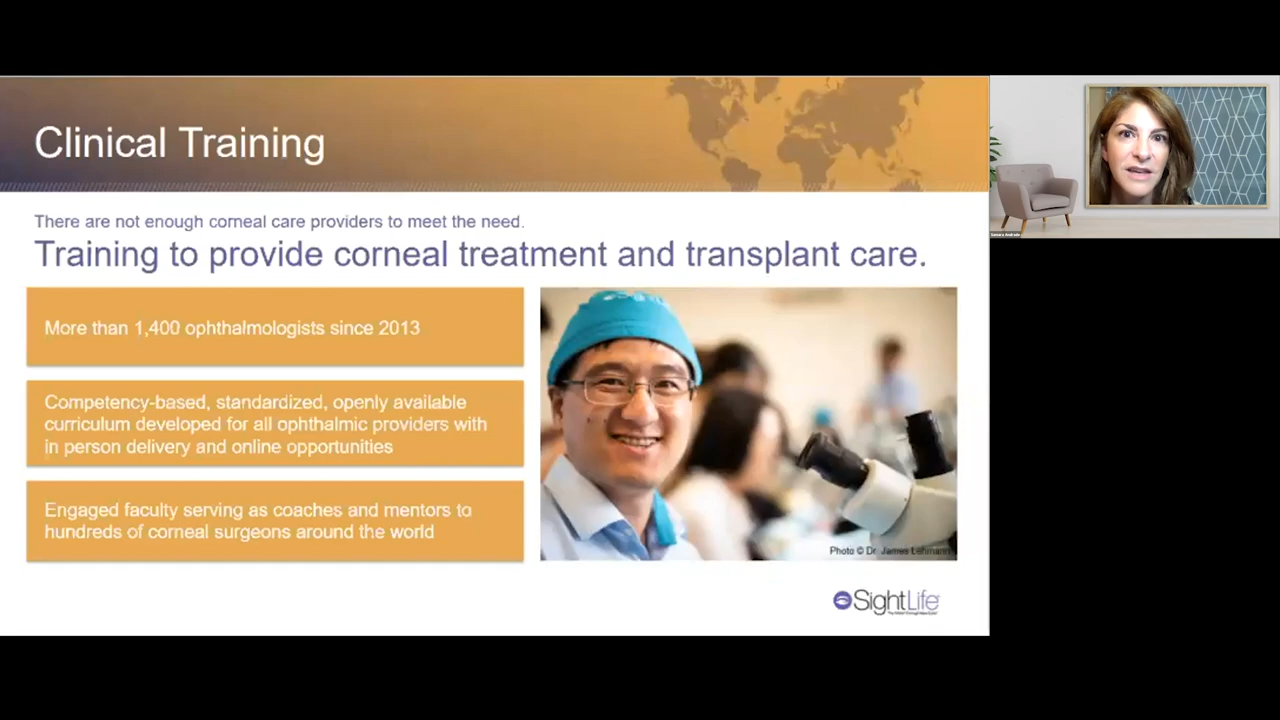 Clinical Training
There are not enough corneal care providers to meet the need.
Training to provide corneal treatment and transplant care.
More than 1,400 ophthalmologists since 2013
Competency-based, standardized, openly available
curriculum developed for all ophthalmic providers with
in person delivery and online opportunities
Engaged faculty serving as coaches and mentors to
hundreds of corneal surgeons around the world
Photo © Dr. James Lehmann
SightLife